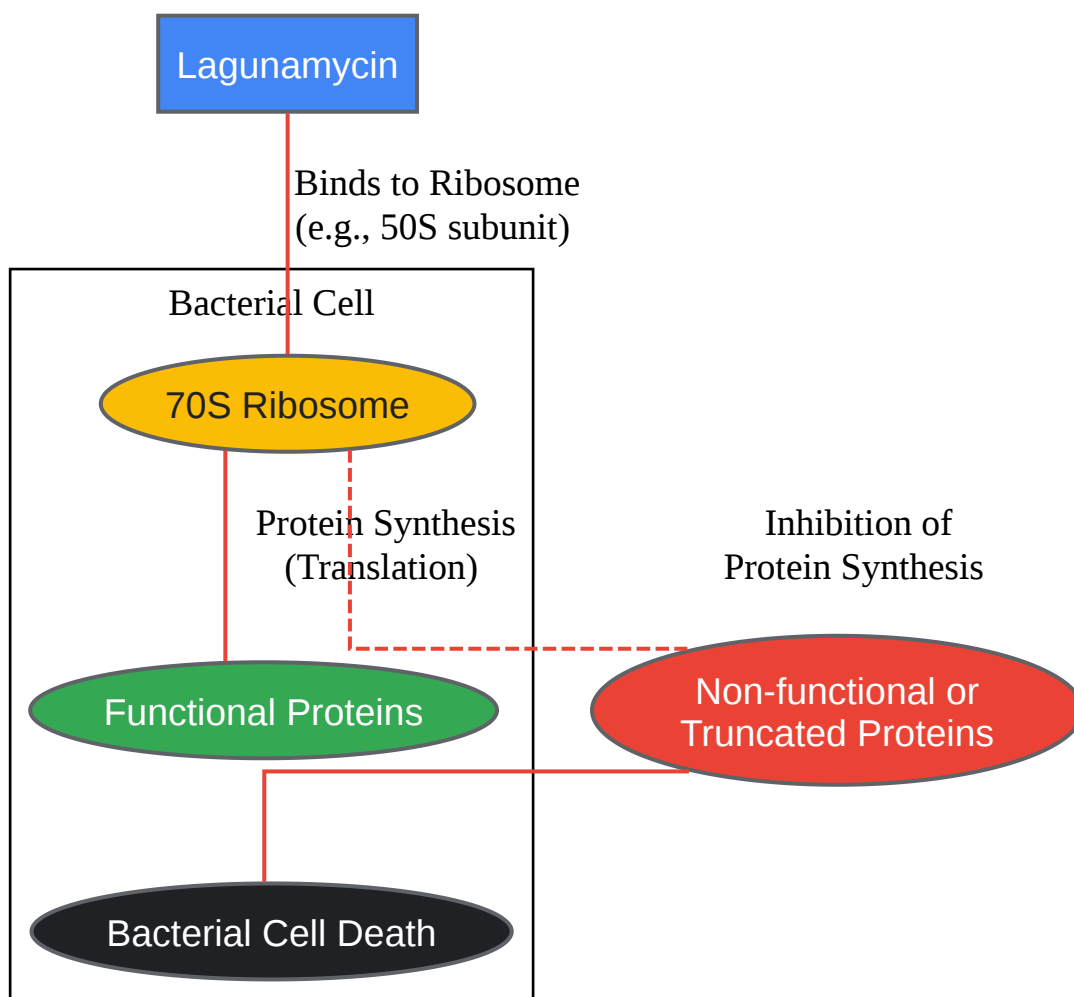 Lagunamycin
Binds to Ribosome
(e.g., 50S subunit)
Bacterial Cell
70S Ribosome
Protein Synthesis
(Translation)
Inhibition of
Protein Synthesis
Functional Proteins
Non-functional or
Truncated Proteins
Bacterial Cell Death